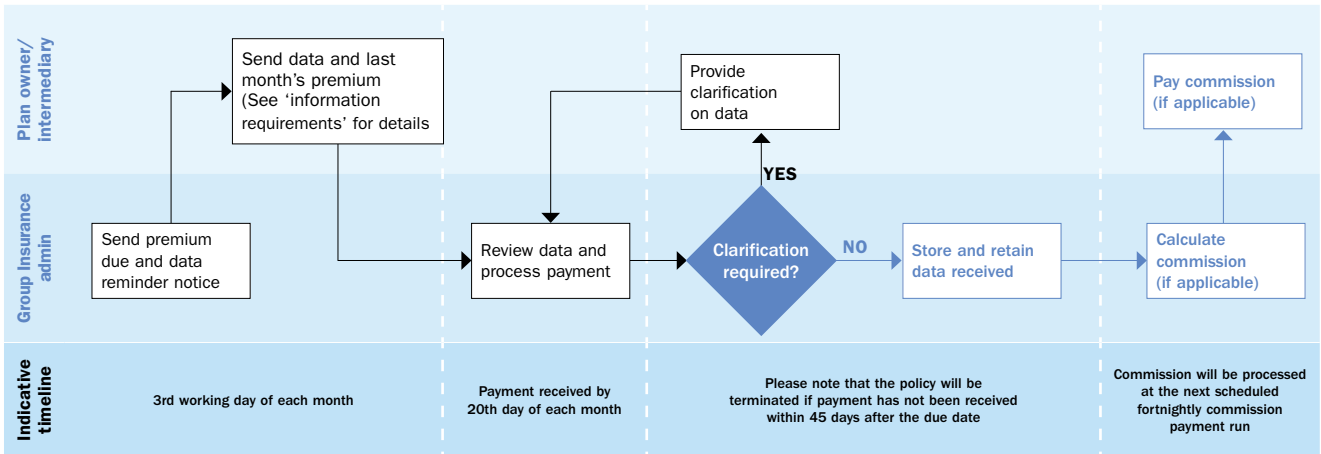 Plan owner/
intermediary
Send data and last
month's premium
(See 'information
requirements' for details
Provide
clarification
on data
Pay commission
(if applicable)
YES
Group Insurance
admin
Send premium
due and data
reminder notice
Review data and
process payment
Clarification
required?
NO
Store and retain
data received
Calculate
commission
(if applicable)
Indicative
timeline
3rd working day of each month
Payment received by
20th day of each month
Please note that the policy will be
terminated if payment has not been received
within 45 days after the due date
Commission will be processed
at the next scheduled
fortnightly commission
payment run